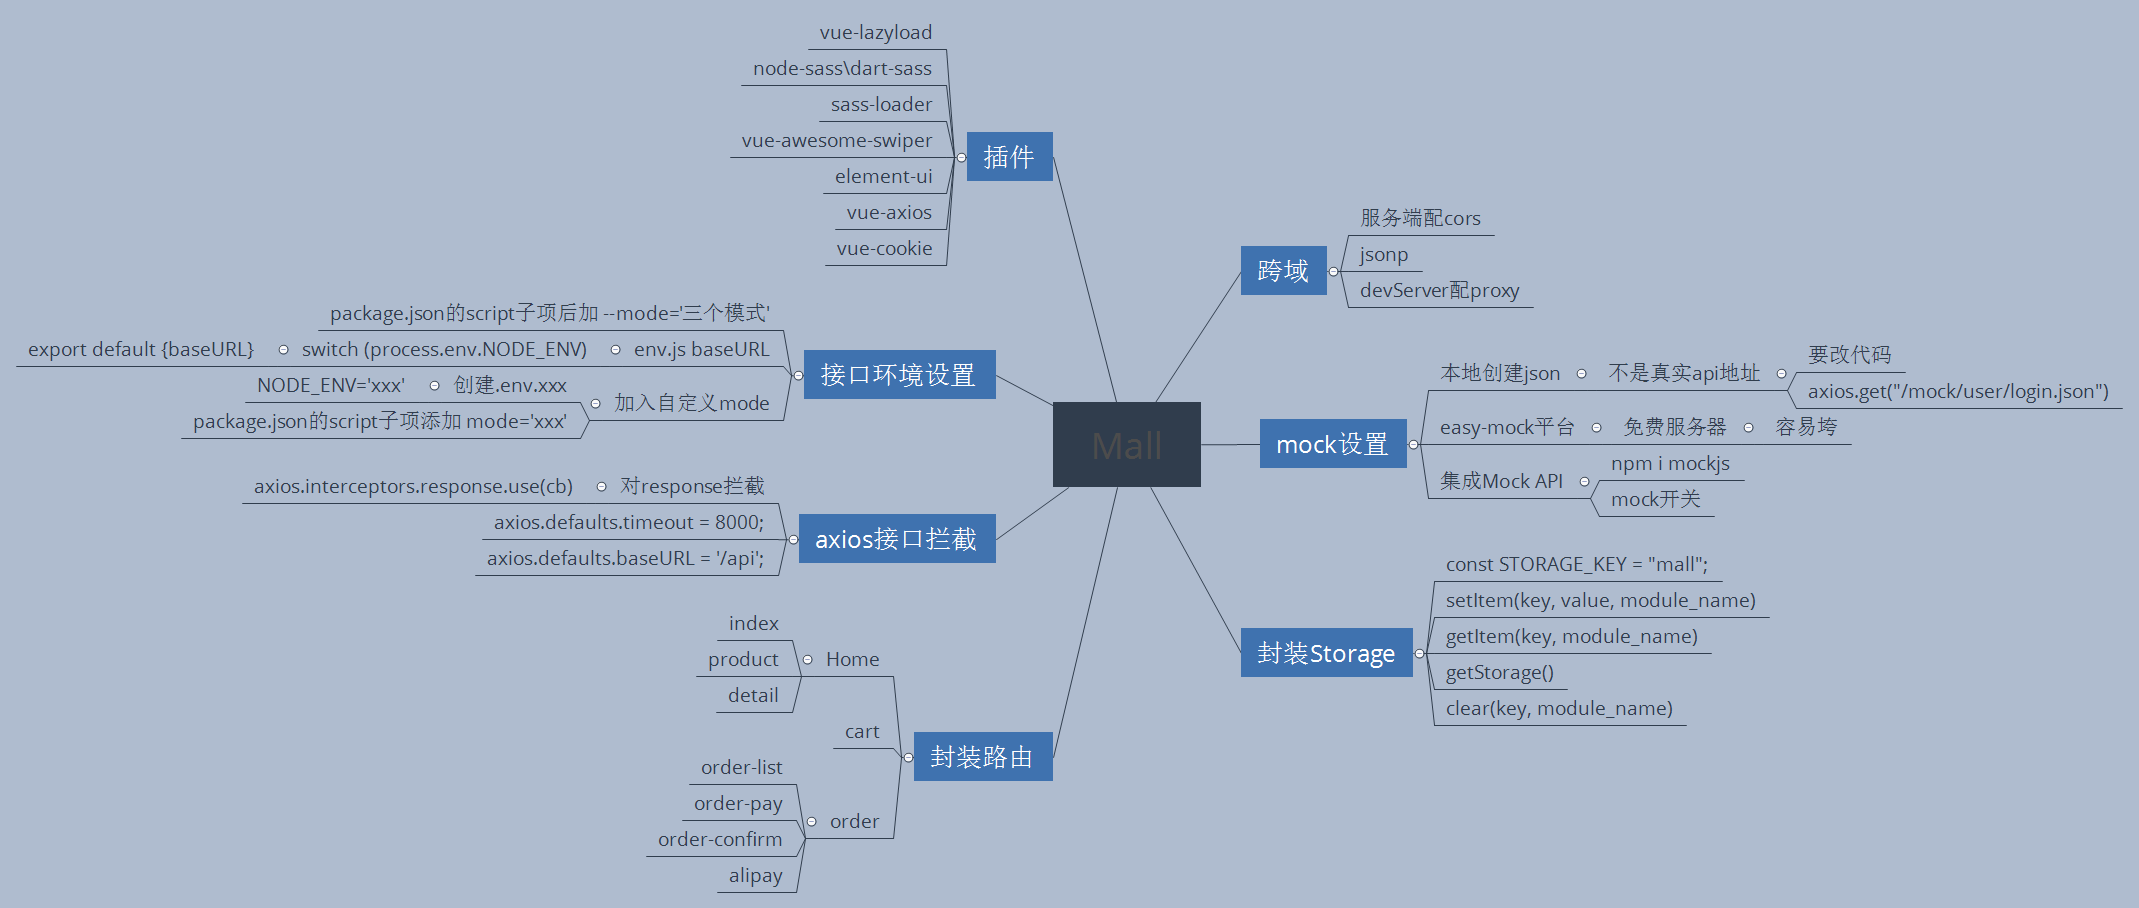 Mall
插件
vue-lazyload
node-sass\dart-sass
sass-loader
vue-awesome-swiper
element-ui
vue-axios
vue-cookie
接口环境设置
package.json的script子项后加 --mode='三个模式'
env.js baseURL
switch (process.env.NODE_ENV)
export default {baseURL}
加入自定义mode
创建.env.xxx
NODE_ENV='xxx'
package.json的script子项添加 mode='xxx'
axios接口拦截
对response拦截
axios.interceptors.response.use(cb)
axios.defaults.timeout = 8000;
axios.defaults.baseURL = '/api';
封装路由
Home
index
product
detail
cart
order
order-list
order-pay
order-confirm
alipay
跨域
服务端配cors
jsonp
devServer配proxy
mock设置
本地创建json
不是真实api地址
要改代码
axios.get("/mock/user/login.json")
easy-mock平台
免费服务器
容易垮
集成Mock API
npm i mockjs
mock开关
封装Storage
const STORAGE_KEY = "mall";
setItem(key, value, module_name)
getItem(key, module_name)
getStorage()
clear(key, module_name)